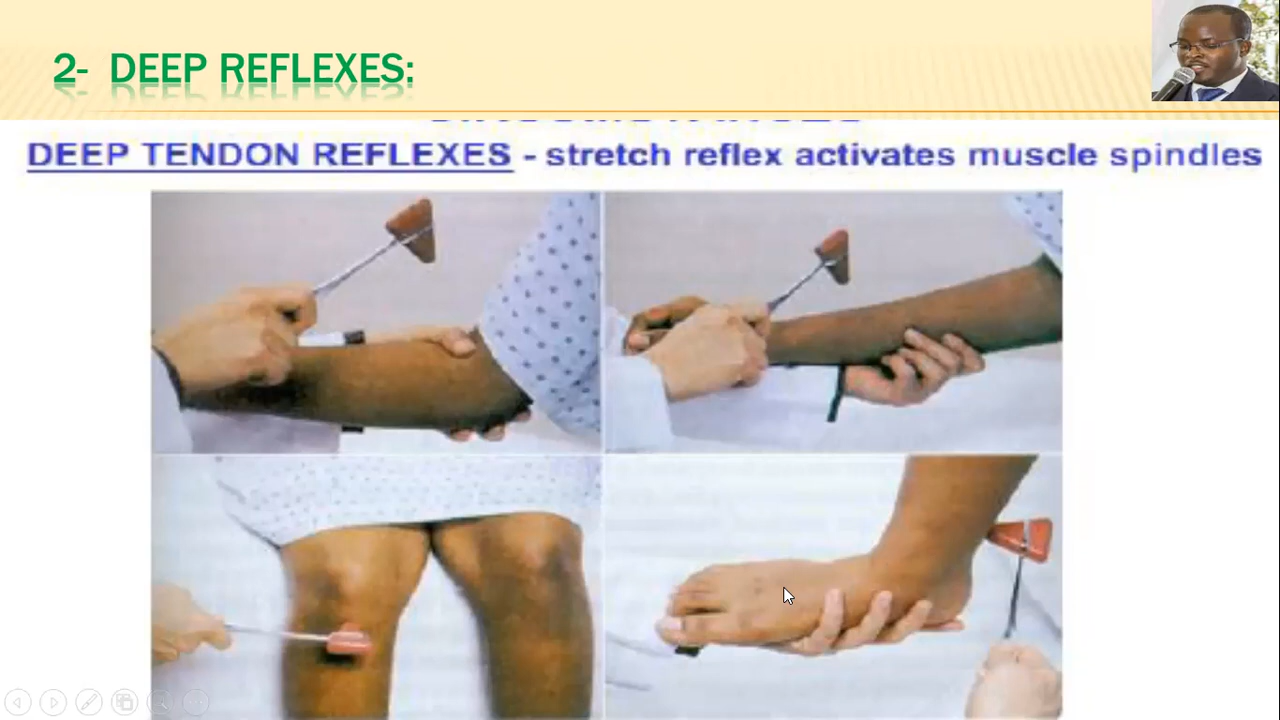 2- DEEP REFLEXES:
DEEP TENDON REFLEXES - stretch reflex activates muscle spindles